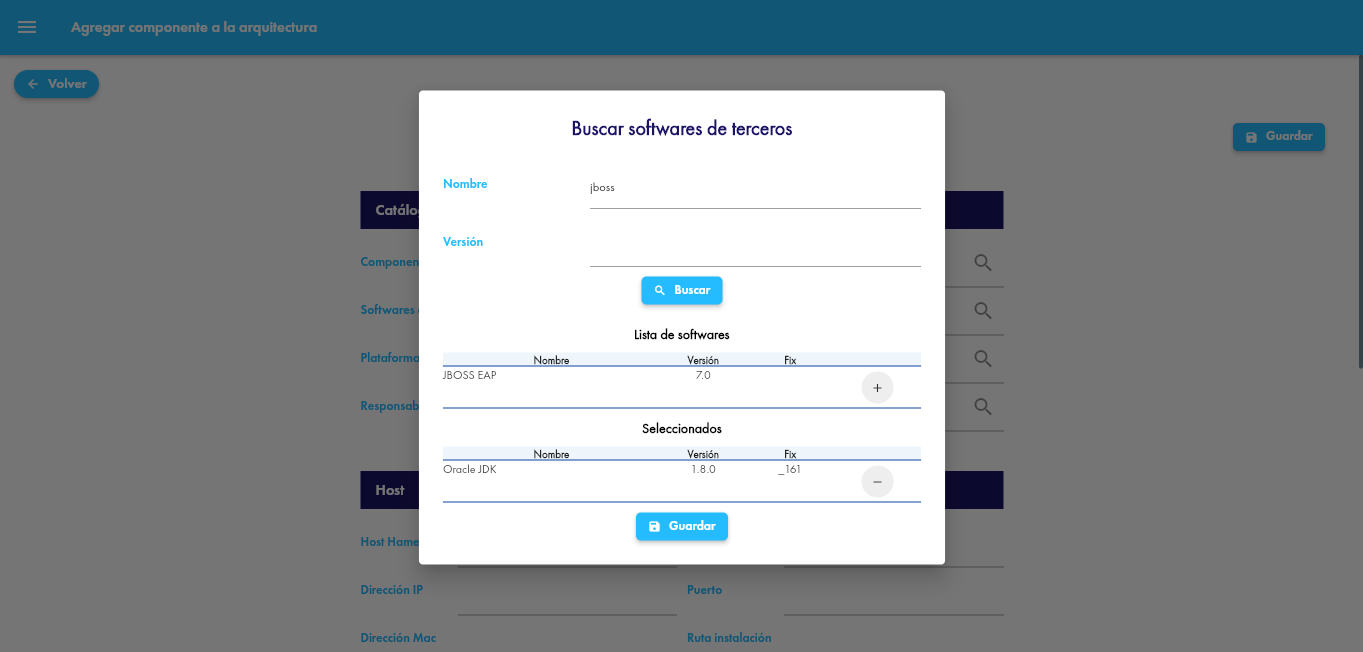 Agregar componente a la arquitectura
Volver
Guardar
Buscar softwares de terceros
Nombre jboss
Versión
Buscar
Lista de softwares
Nombre Versión Fix
JBOSS EAP 7.0
Seleccionados
Nombre Versión Fix
Oracle JDK 1.8.0 _161
Guardar
Catálo
Componen
Softwares
Plataforma
Responsab
Host
Host Hame
Dirección IP Puerto
Dirección Mac Ruta instalación